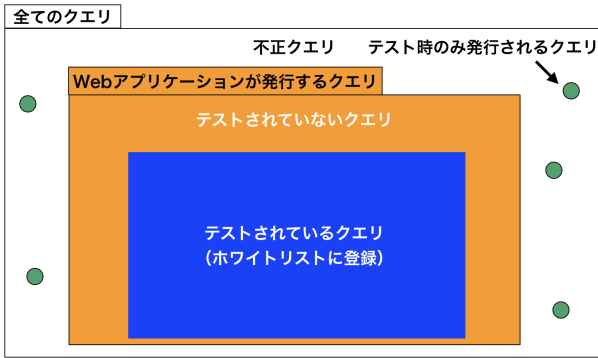 全てのクエリ
不正クエリ
テスト時のみ発行されるクエリ
Webアプリケーションが発行するクエリ
テストされていないクエリ
テストされているクエリ
（ホワイトリストに登録）